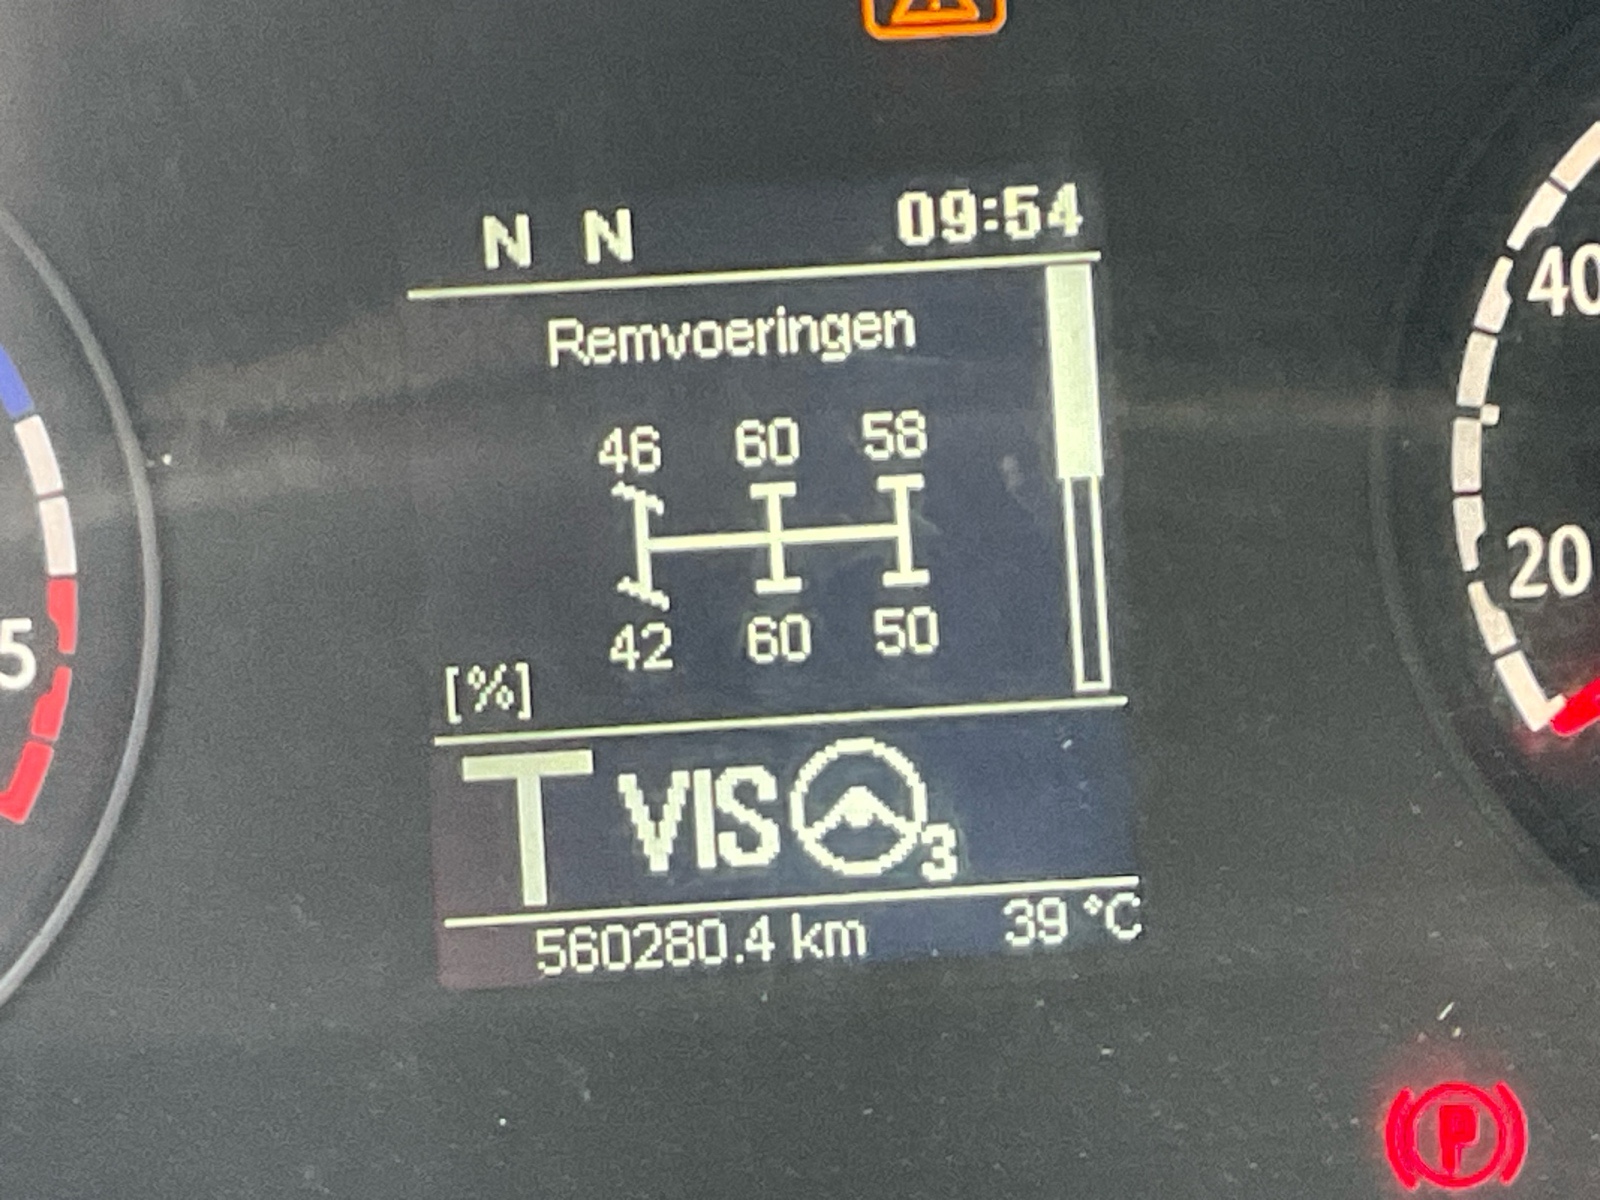 N N 09:54
Remvoeringen
46 60 58
42 60 50
[%]
T VIS 3
560280.4 km 39 °C
5
40
20
P